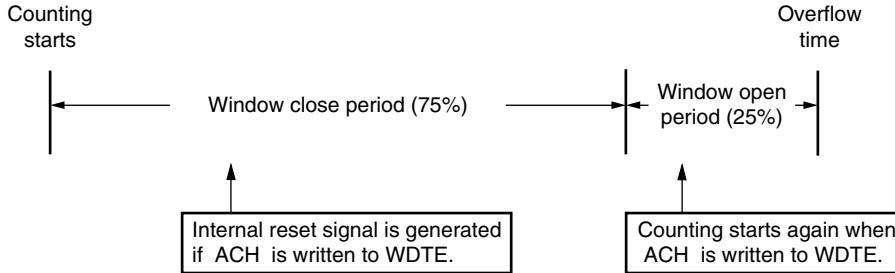 Counting
starts
Overflow
time
Window close period (75%)
Window open
period (25%)
Internal reset signal is generated
if ACH is written to WDTE.
Counting starts again when
ACH is written to WDTE.